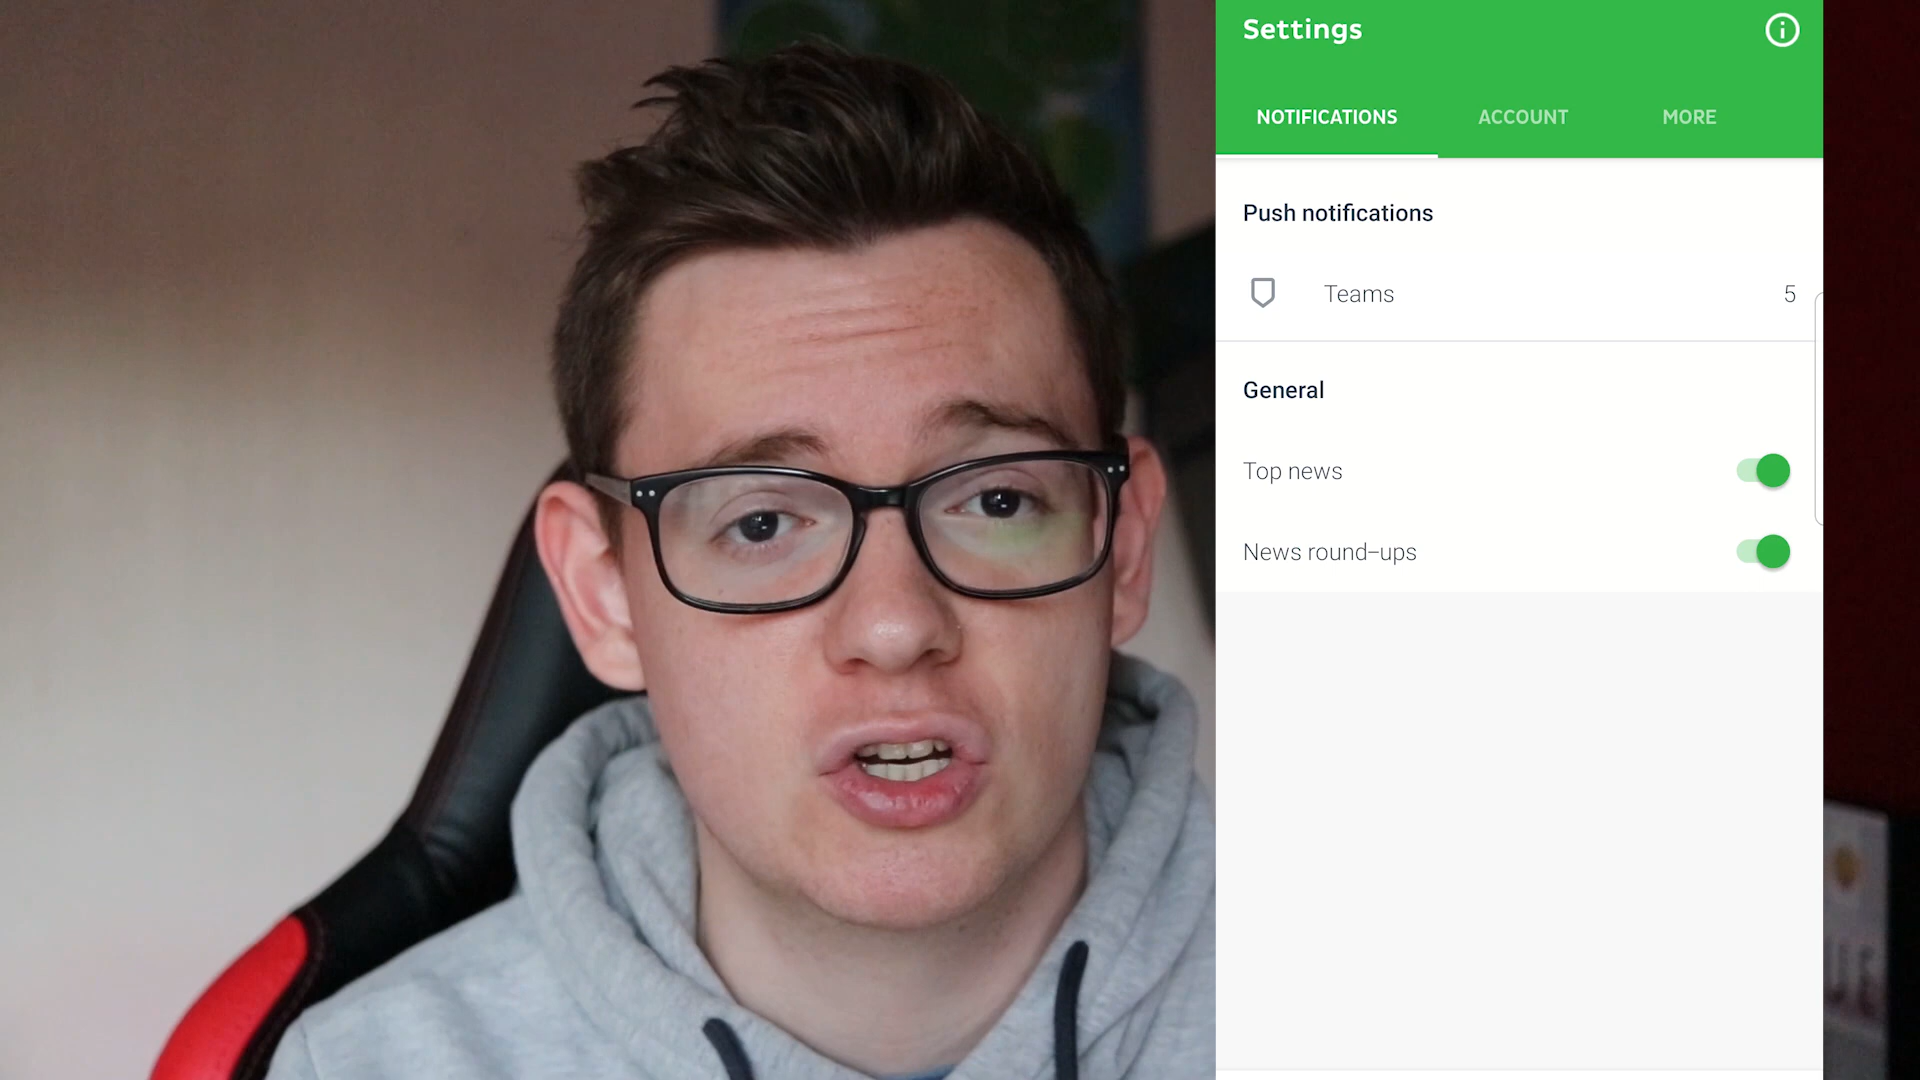 Settings
NOTIFICATIONS ACCOUNT MORE
Push notifications
Teams 5
General
Top news
News round-ups